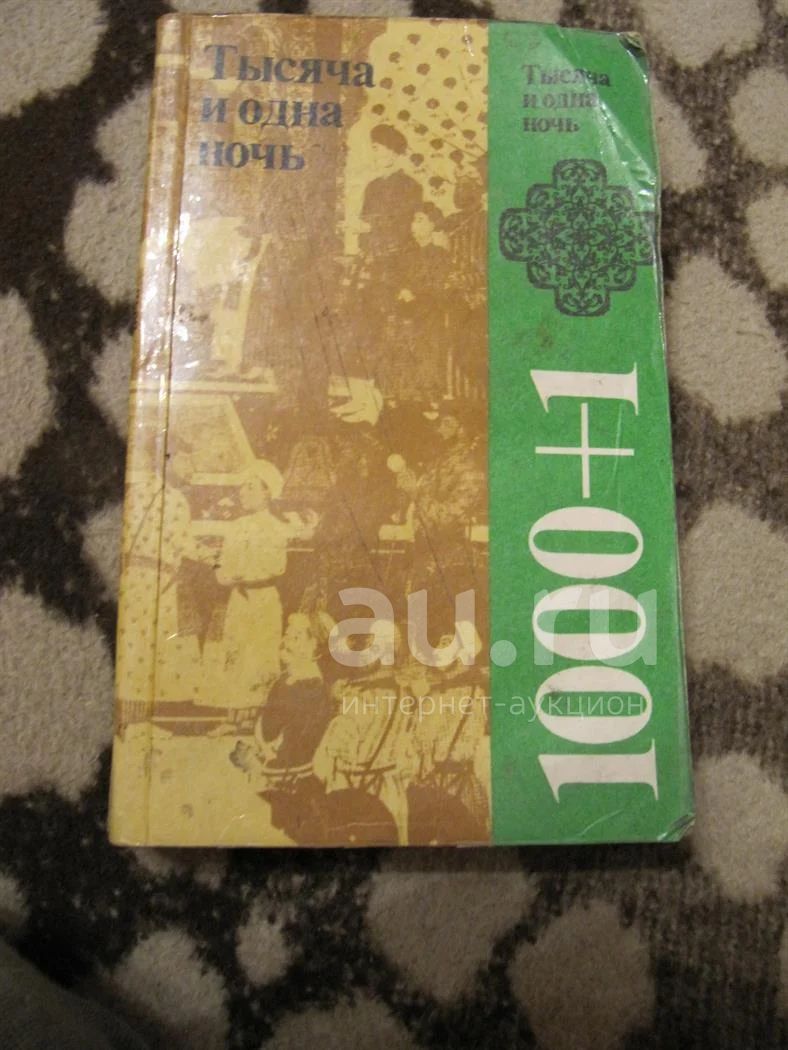 Тысяча
и одна
ночь
Тысяча
и одна
ночь
1000+1
au.ru
интернет-аукцион